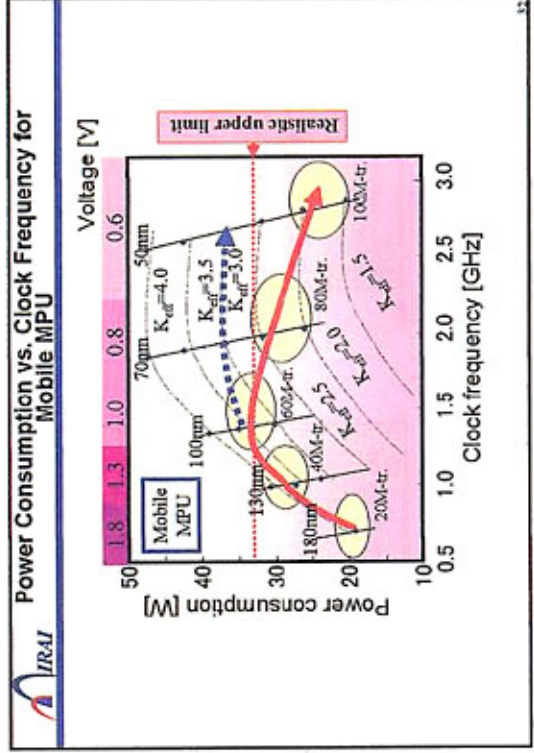 MIRAI
Power Consumption vs. Clock Frequency for
Mobile MPU
Voltage [V]
1.8 1.3 1.0 0.8 0.6
50
40
30
20
10
Power consumption [W]
Mobile
MPU
180nm
130nm
100nm
70nm
50nm
Keff=4.0
Keff=3.5
Keff=3.0
Keff=2.5
Keff=2.0
Keff=1.5
20M-tr.
40M-tr.
60M-tr.
80M-tr.
100M-tr.
Realistic upper limit
0.5 1.0 1.5 2.0 2.5 3.0
Clock frequency [GHz]
32